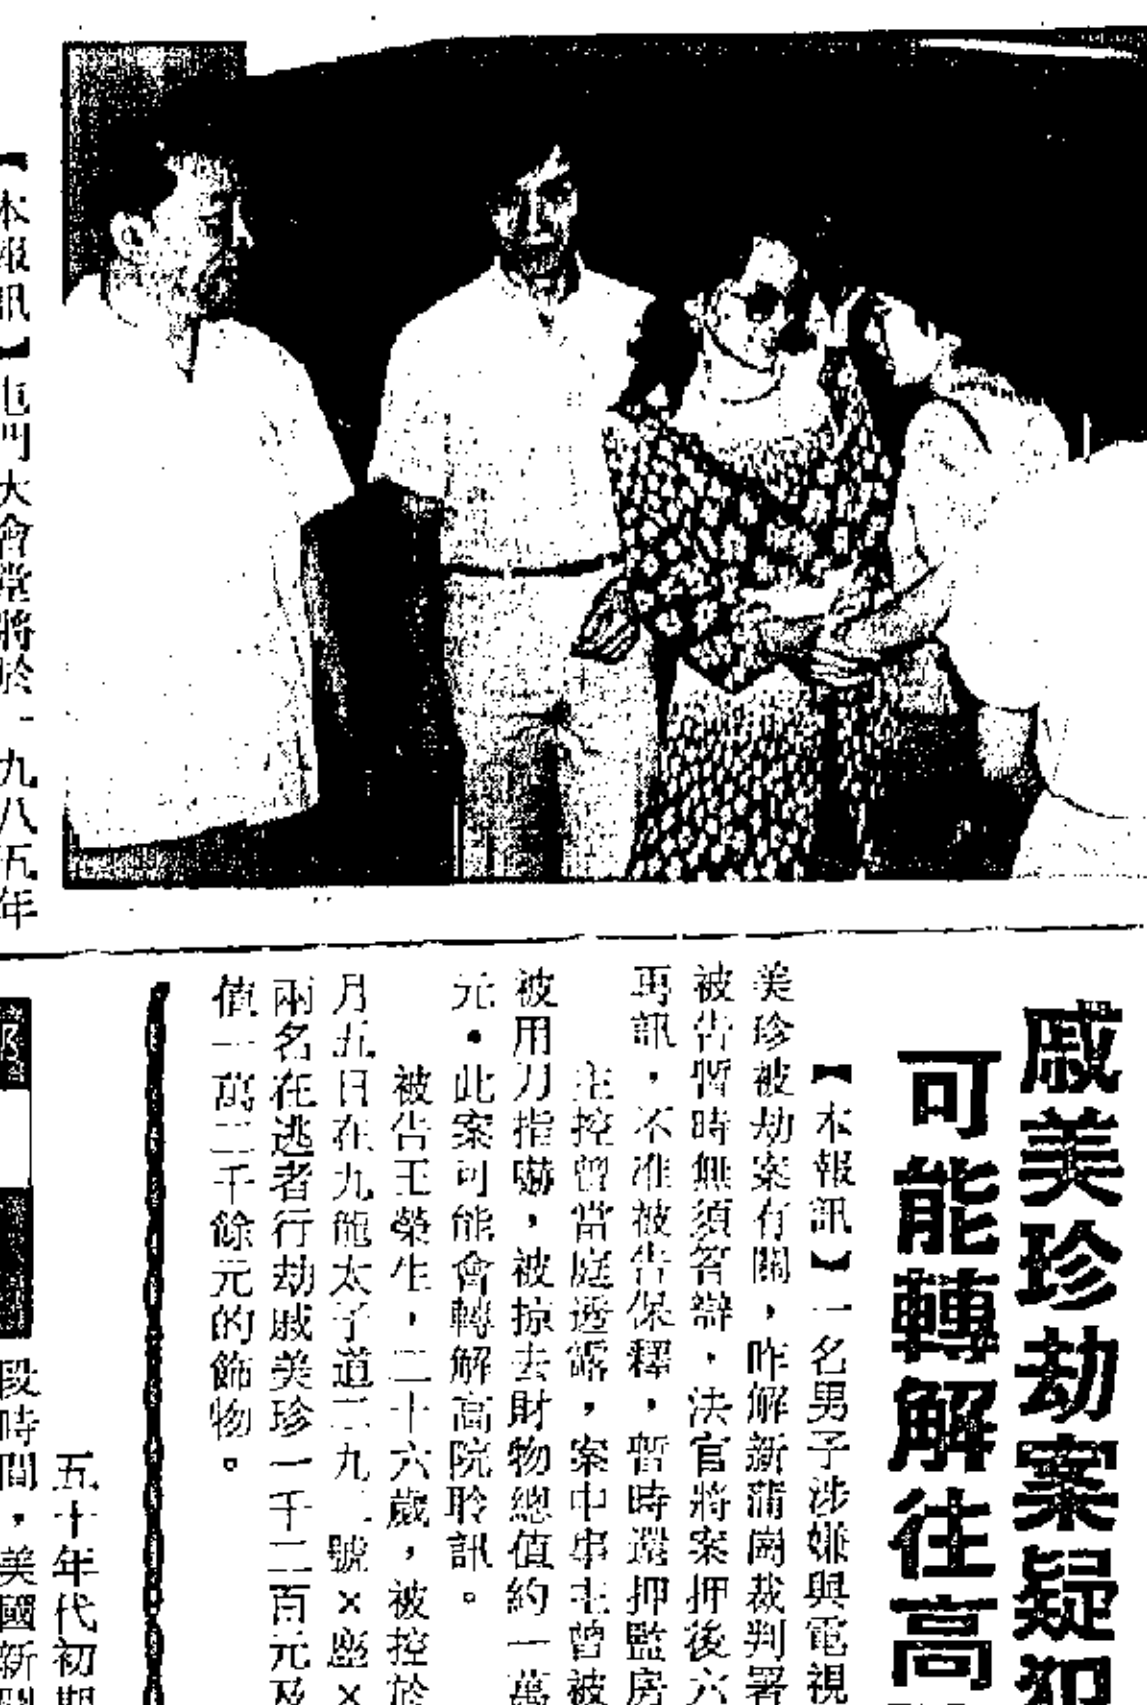 戚美珍劫案疑犯
可能轉解往高
【本報訊】一名男子涉嫌與電視
美珍被劫案有關，昨解新蒲崗裁判署
被告暫時無須答辯，法官將案押後六
再訊，不准被告保釋，暫時還押監房
主控曾當庭透露，案中事主曾被
被用刀指嚇，被掠去財物總值約一萬
元。此案可能會轉解高院聆訊。
被告王榮生，二十六歲，被控於
月五日在九龍太子道二九一號×座×
兩名在逃者行劫戚美珍一千二百元及
值一萬二千餘元的飾物。
【本報訊】屯門大會堂將於一九八五年
五十年代初期
段時間，美國新聞